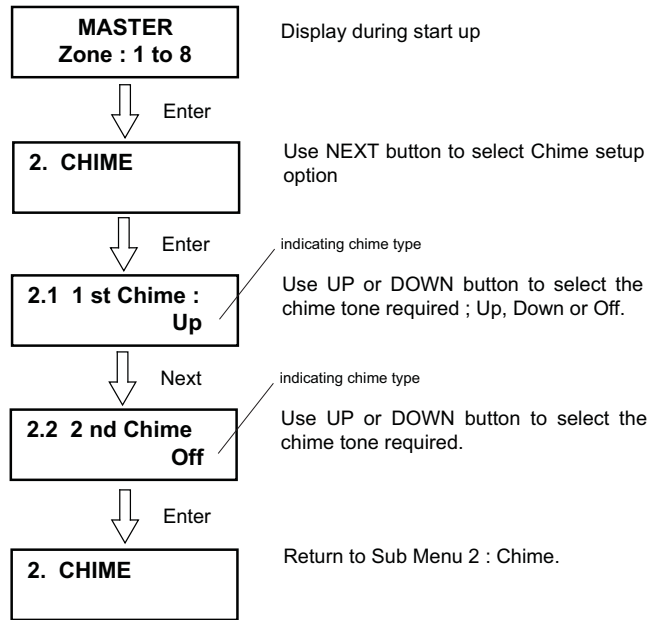 MASTER
Zone : 1 to 8
Display during start up
Enter
2. CHIME
Use NEXT button to select Chime setup
option
Enter
indicating chime type
2.1 1 st Chime :
Up
Use UP or DOWN button to select the
chime tone required ; Up, Down or Off.
Next
indicating chime type
2.2 2 nd Chime
Off
Use UP or DOWN button to select the
chime tone required.
Enter
2. CHIME
Return to Sub Menu 2 : Chime.